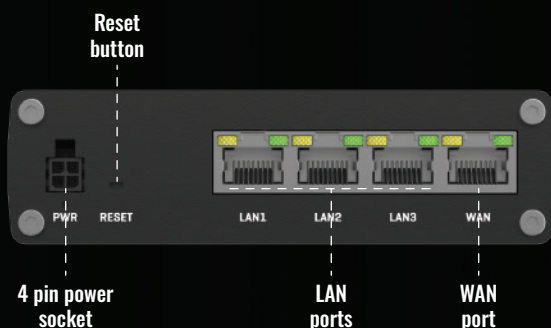 Reset
button
PWR
RESET
LAN1
LAN2
LAN3
WAN
4 pin power
socket
LAN
ports
WAN
port